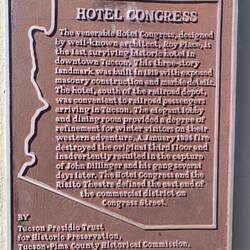 HOTEL CONGRESS
The venerable Hotel Congress, designed
by well-known architect, Roy Place, is
the last surviving historic hotel in
downtown Tucson. This three-story
landmark was built in 1919 with exposed
masonry construction and marble detail.
The hotel, south of the railroad depot,
was convenient to railroad passengers
arriving in Tucson. The elegant lobby
and dining room provided a degree of
refinement for winter visitors on their
western adventure. A January 1934 fire
destroyed the original third floor and
inadvertently resulted in the capture
of John Dillinger and his gang several
days later. The Hotel Congress and the
Rialto Theatre defined the east end of
the commercial district on
Congress Street.
BY
Tucson Presidio Trust
for Historic Preservation,
Tucson-Pima County Historical Commission,